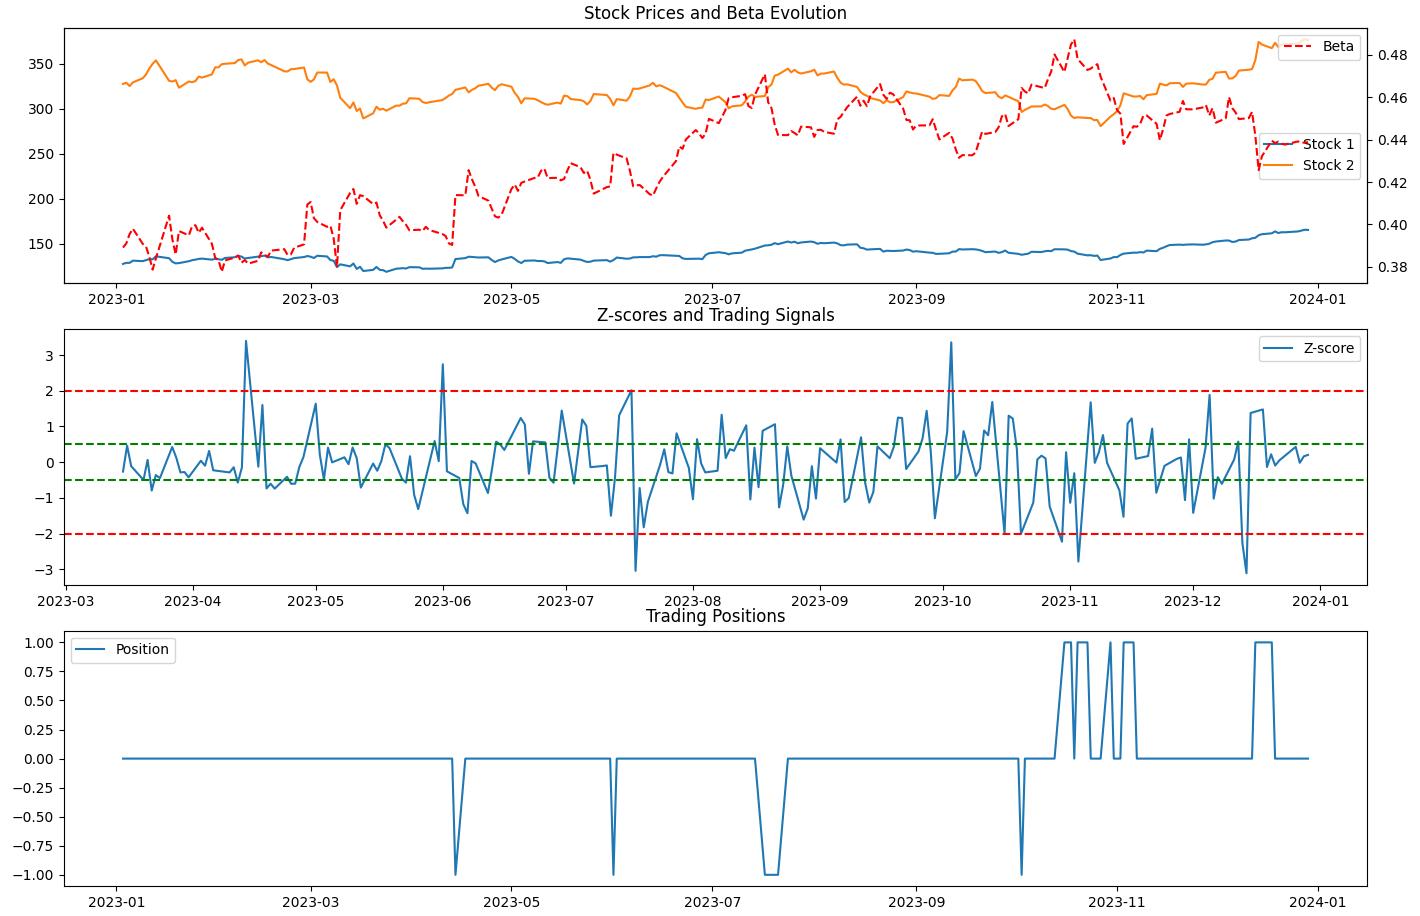 Stock Prices and Beta Evolution
350
300
250
200
150
0.48
0.46
0.44
0.42
0.40
0.38
Beta
Stock 1
Stock 2
2023-01 2023-03 2023-05 2023-07 2023-09 2023-11 2024-01
Z-scores and Trading Signals
3
2
1
0
−1
−2
−3
Z-score
2023-03 2023-04 2023-05 2023-06 2023-07 2023-08 2023-09 2023-10 2023-11 2023-12 2024-01
Trading Positions
1.00
0.75
0.50
0.25
0.00
−0.25
−0.50
−0.75
−1.00
Position
2023-01 2023-03 2023-05 2023-07 2023-09 2023-11 2024-01